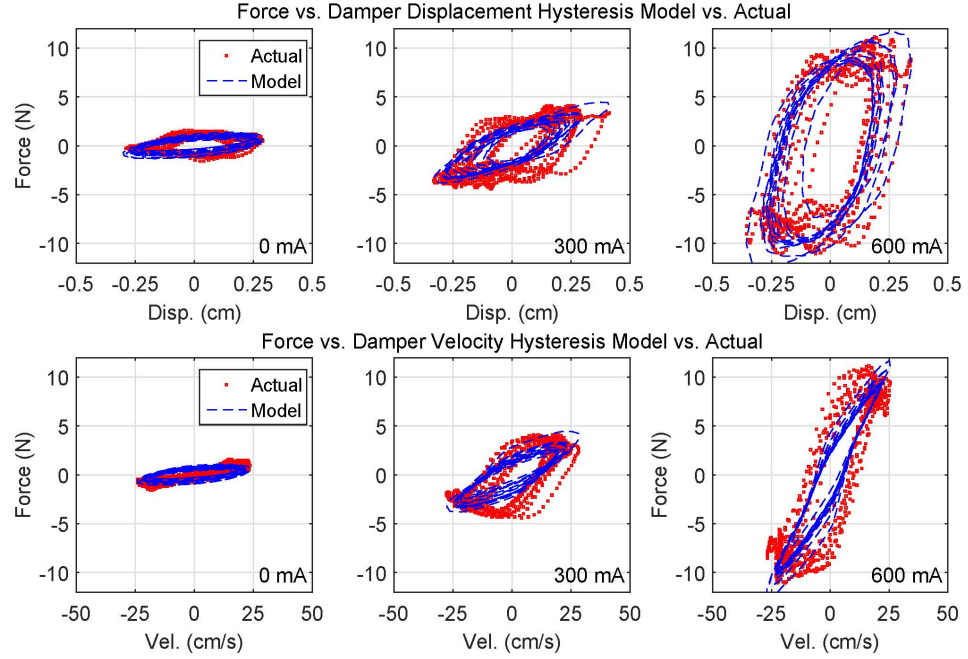 Force vs. Damper Displacement Hysteresis Model vs. Actual
Force (N)
10
5
0
-5
-10
Actual
Model
0 mA
-0.5 -0.25 0 0.25 0.5
Disp. (cm)
10
5
0
-5
-10
300 mA
-0.5 -0.25 0 0.25 0.5
Disp. (cm)
10
5
0
-5
-10
600 mA
-0.5 -0.25 0 0.25 0.5
Disp. (cm)
Force vs. Damper Velocity Hysteresis Model vs. Actual
Force (N)
10
5
0
-5
-10
Actual
Model
0 mA
-50 -25 0 25 50
Vel. (cm/s)
10
5
0
-5
-10
300 mA
-50 -25 0 25 50
Vel. (cm/s)
Force (N)
10
5
0
-5
-10
600 mA
-50 -25 0 25 50
Vel. (cm/s)